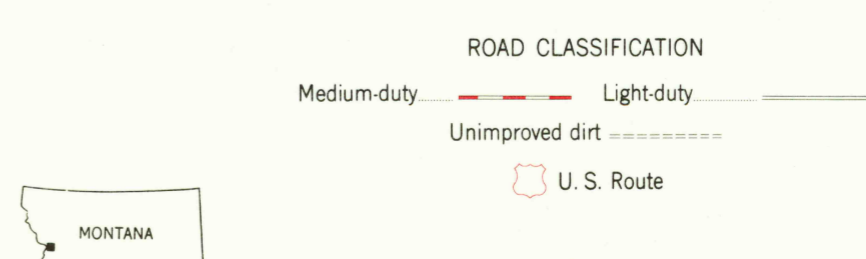 ROAD CLASSIFICATION
Medium-duty Light-duty
Unimproved dirt
U. S. Route
MONTANA